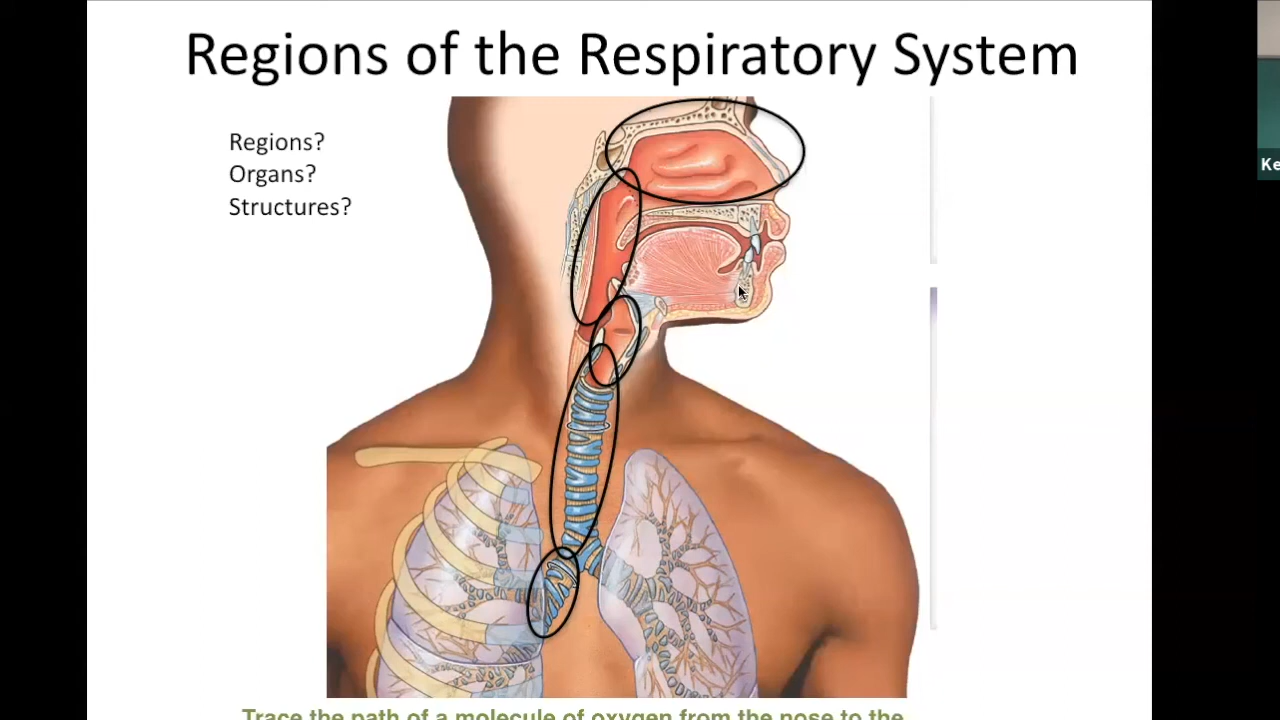 Regions of the Respiratory System
Regions?
Organs?
Structures?
Ke
Trace the path of a molecule of oxygen from the nose to the